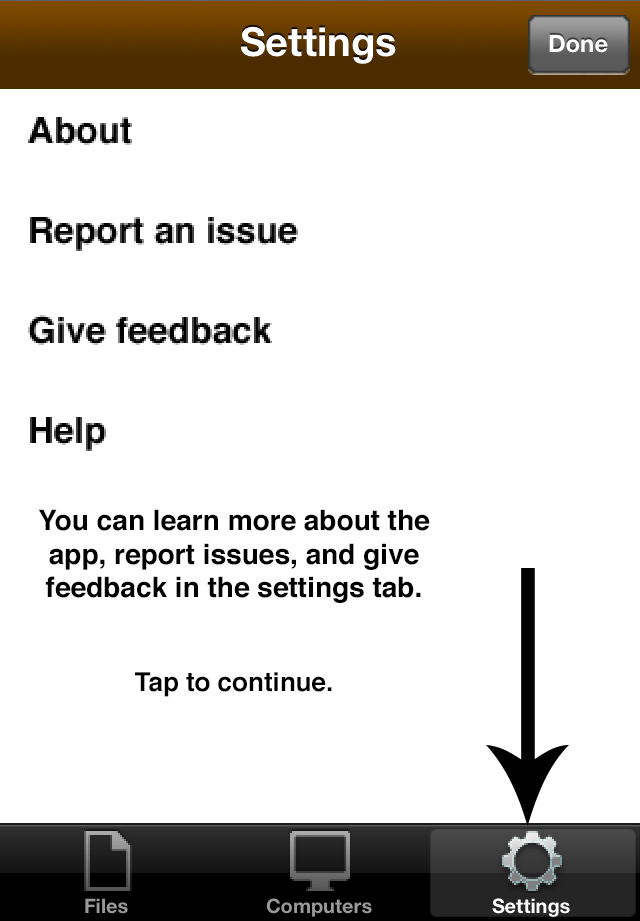 Settings
Done
About
Report an issue
Give feedback
Help
You can learn more about the
app, report issues, and give
feedback in the settings tab.
Tap to continue.
Files
Computers
Settings